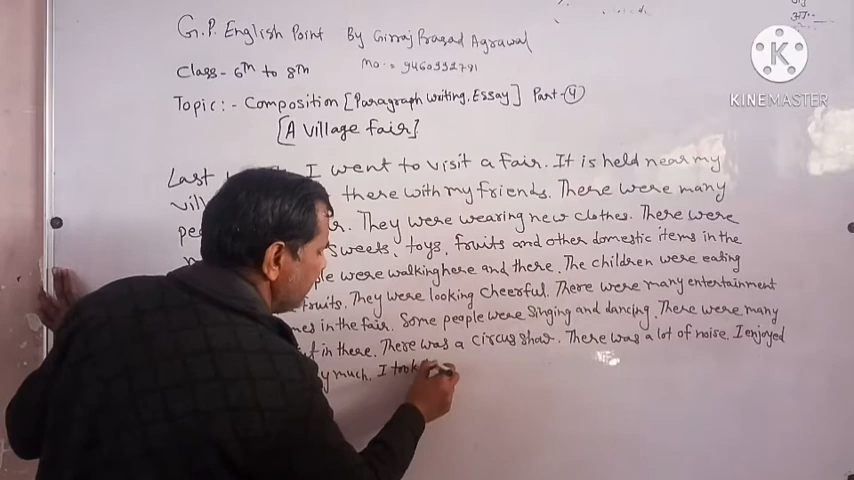 G.P. English Point By Girraj Prasad Agrawal
Class - 6th to 8th Mo. = 9460332791
Topic :- Composition [Paragraph writing, Essay] Part-4
[A Village fair]
Last I went to visit a fair. It is held near my
there with my friends. There were many
They were wearing new clothes. There were
sweets, toys, fruits and other domestic items in the
were walking here and there. The children were eating
fruits. They were looking cheerful. There were many entertainment
in the fair. Some people were singing and dancing. There were many
in there. There was a circus show. There was a lot of noise. I enjoyed
much. I took
KINEMASTER